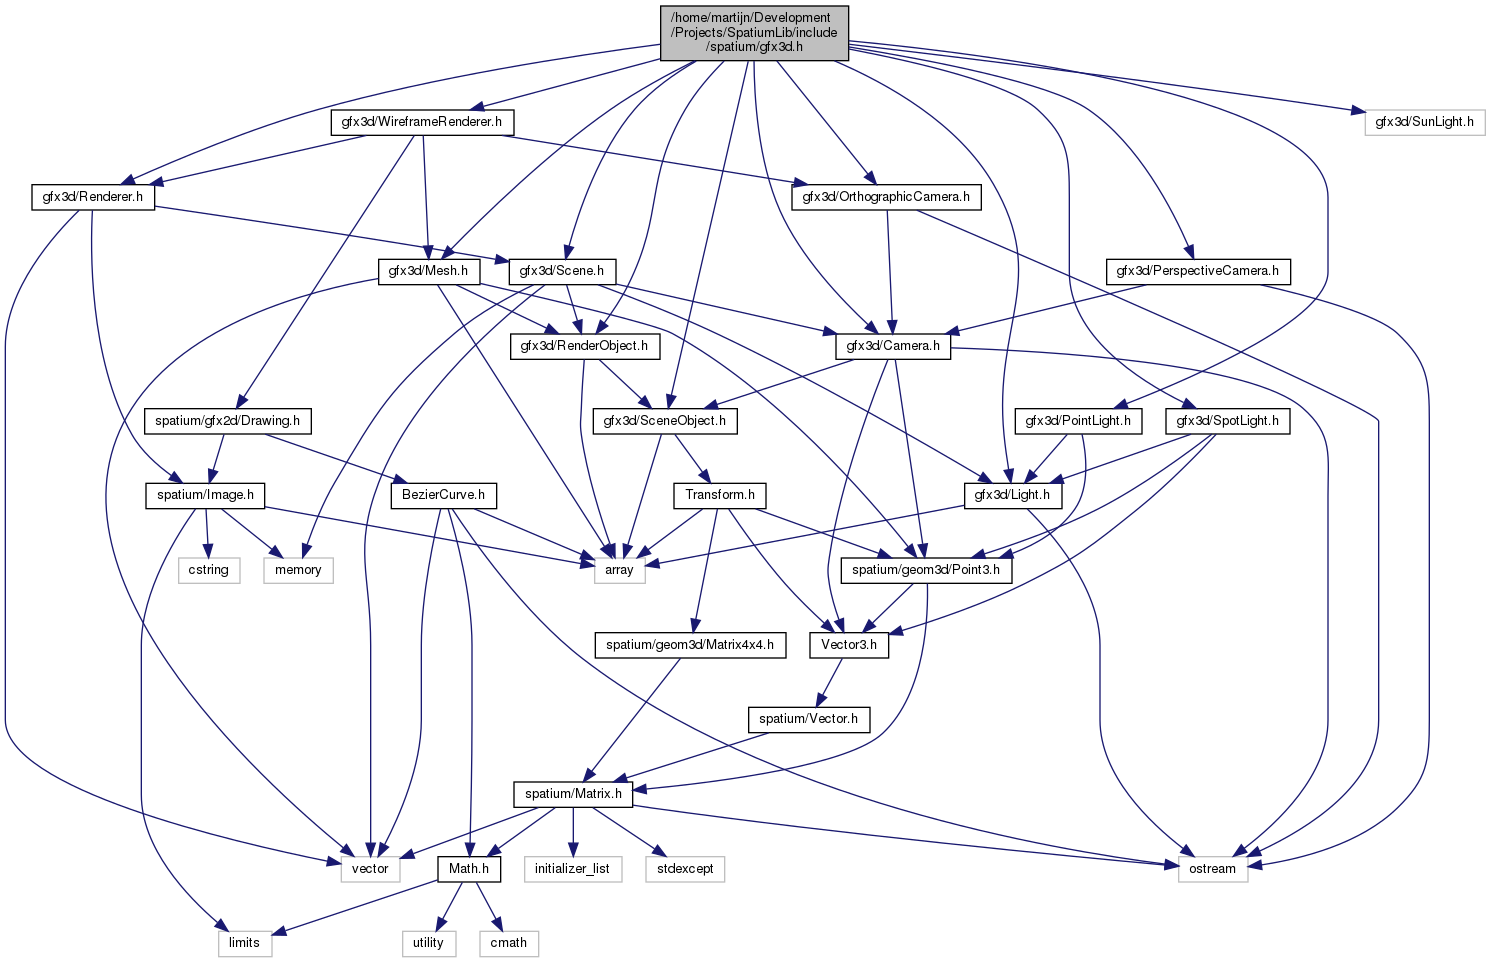 /home/martijn/Development
/Projects/SpatiumLib/include
/spatium/gfx3d.h
gfx3d/WireframeRenderer.h
gfx3d/SunLight.h
gfx3d/Renderer.h
gfx3d/OrthographicCamera.h
gfx3d/Mesh.h
gfx3d/Scene.h
gfx3d/PerspectiveCamera.h
gfx3d/RenderObject.h
gfx3d/Camera.h
spatium/gfx2d/Drawing.h
gfx3d/SceneObject.h
gfx3d/PointLight.h
gfx3d/SpotLight.h
spatium/Image.h
BezierCurve.h
Transform.h
gfx3d/Light.h
cstring
memory
array
spatium/geom3d/Point3.h
spatium/geom3d/Matrix4x4.h
Vector3.h
spatium/Vector.h
spatium/Matrix.h
vector
Math.h
initializer_list
stdexcept
ostream
limits
utility
cmath